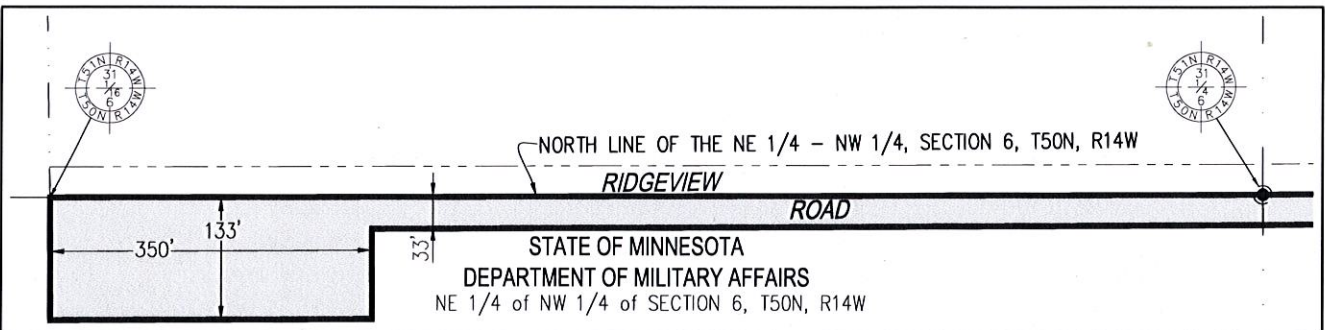 T51N R14W
31
1/16
6
T50N R14W
T51N R14W
31
1/4
6
T50N R14W
NORTH LINE OF THE NE 1/4 - NW 1/4, SECTION 6, T50N, R14W
RIDGEVIEW
ROAD
133'
350'
33'
STATE OF MINNESOTA
DEPARTMENT OF MILITARY AFFAIRS
NE 1/4 of NW 1/4 of SECTION 6, T50N, R14W